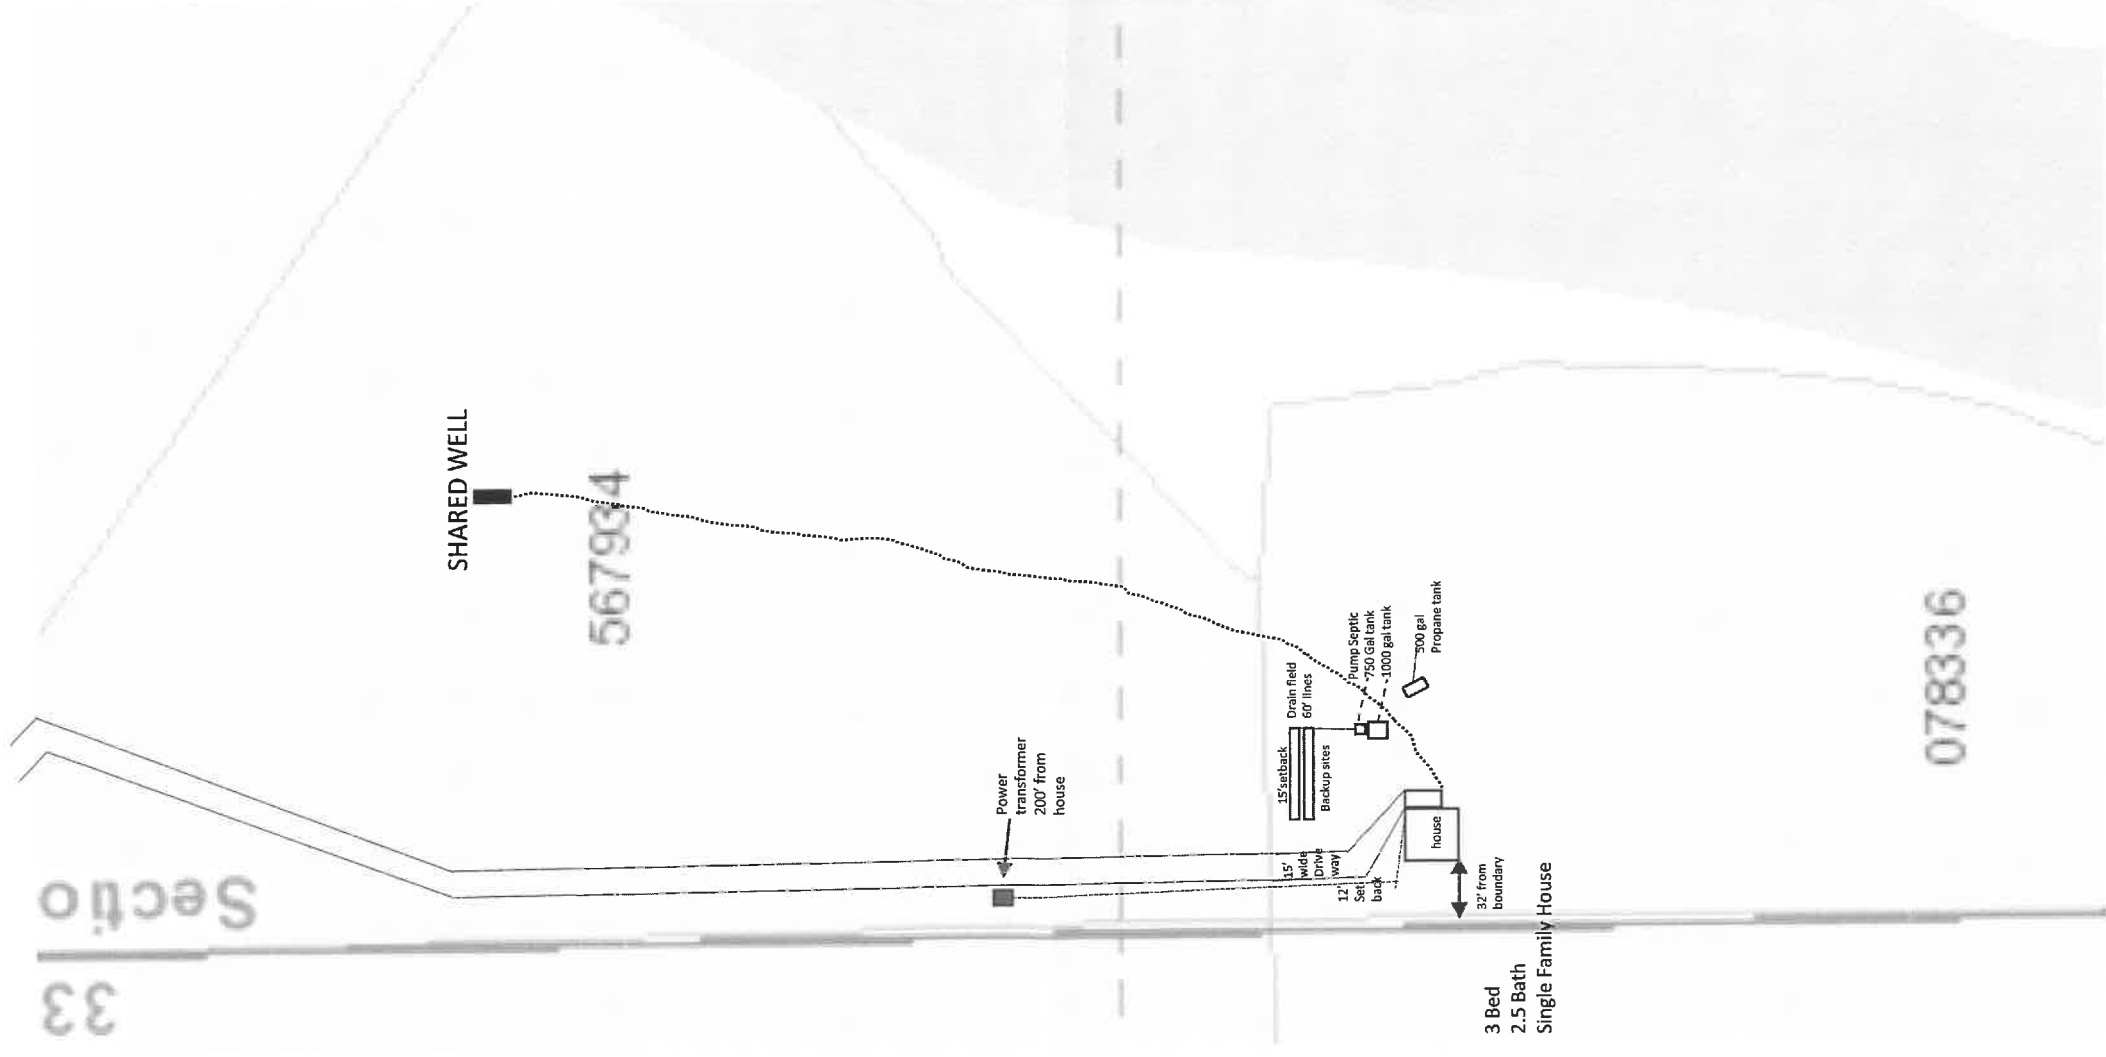 33
Sectio
SHARED WELL
567934
Power
transformer
200' from
house
15'setback
Drain field
60' lines
Backup sites
Pump Septic
750 Gal tank
1000 gal tank
500 gal
Propane tank
15'
wide
Drive
way
12'
Set
back
house
32' from
boundary
3 Bed
2.5 Bath
Single Family House
078336